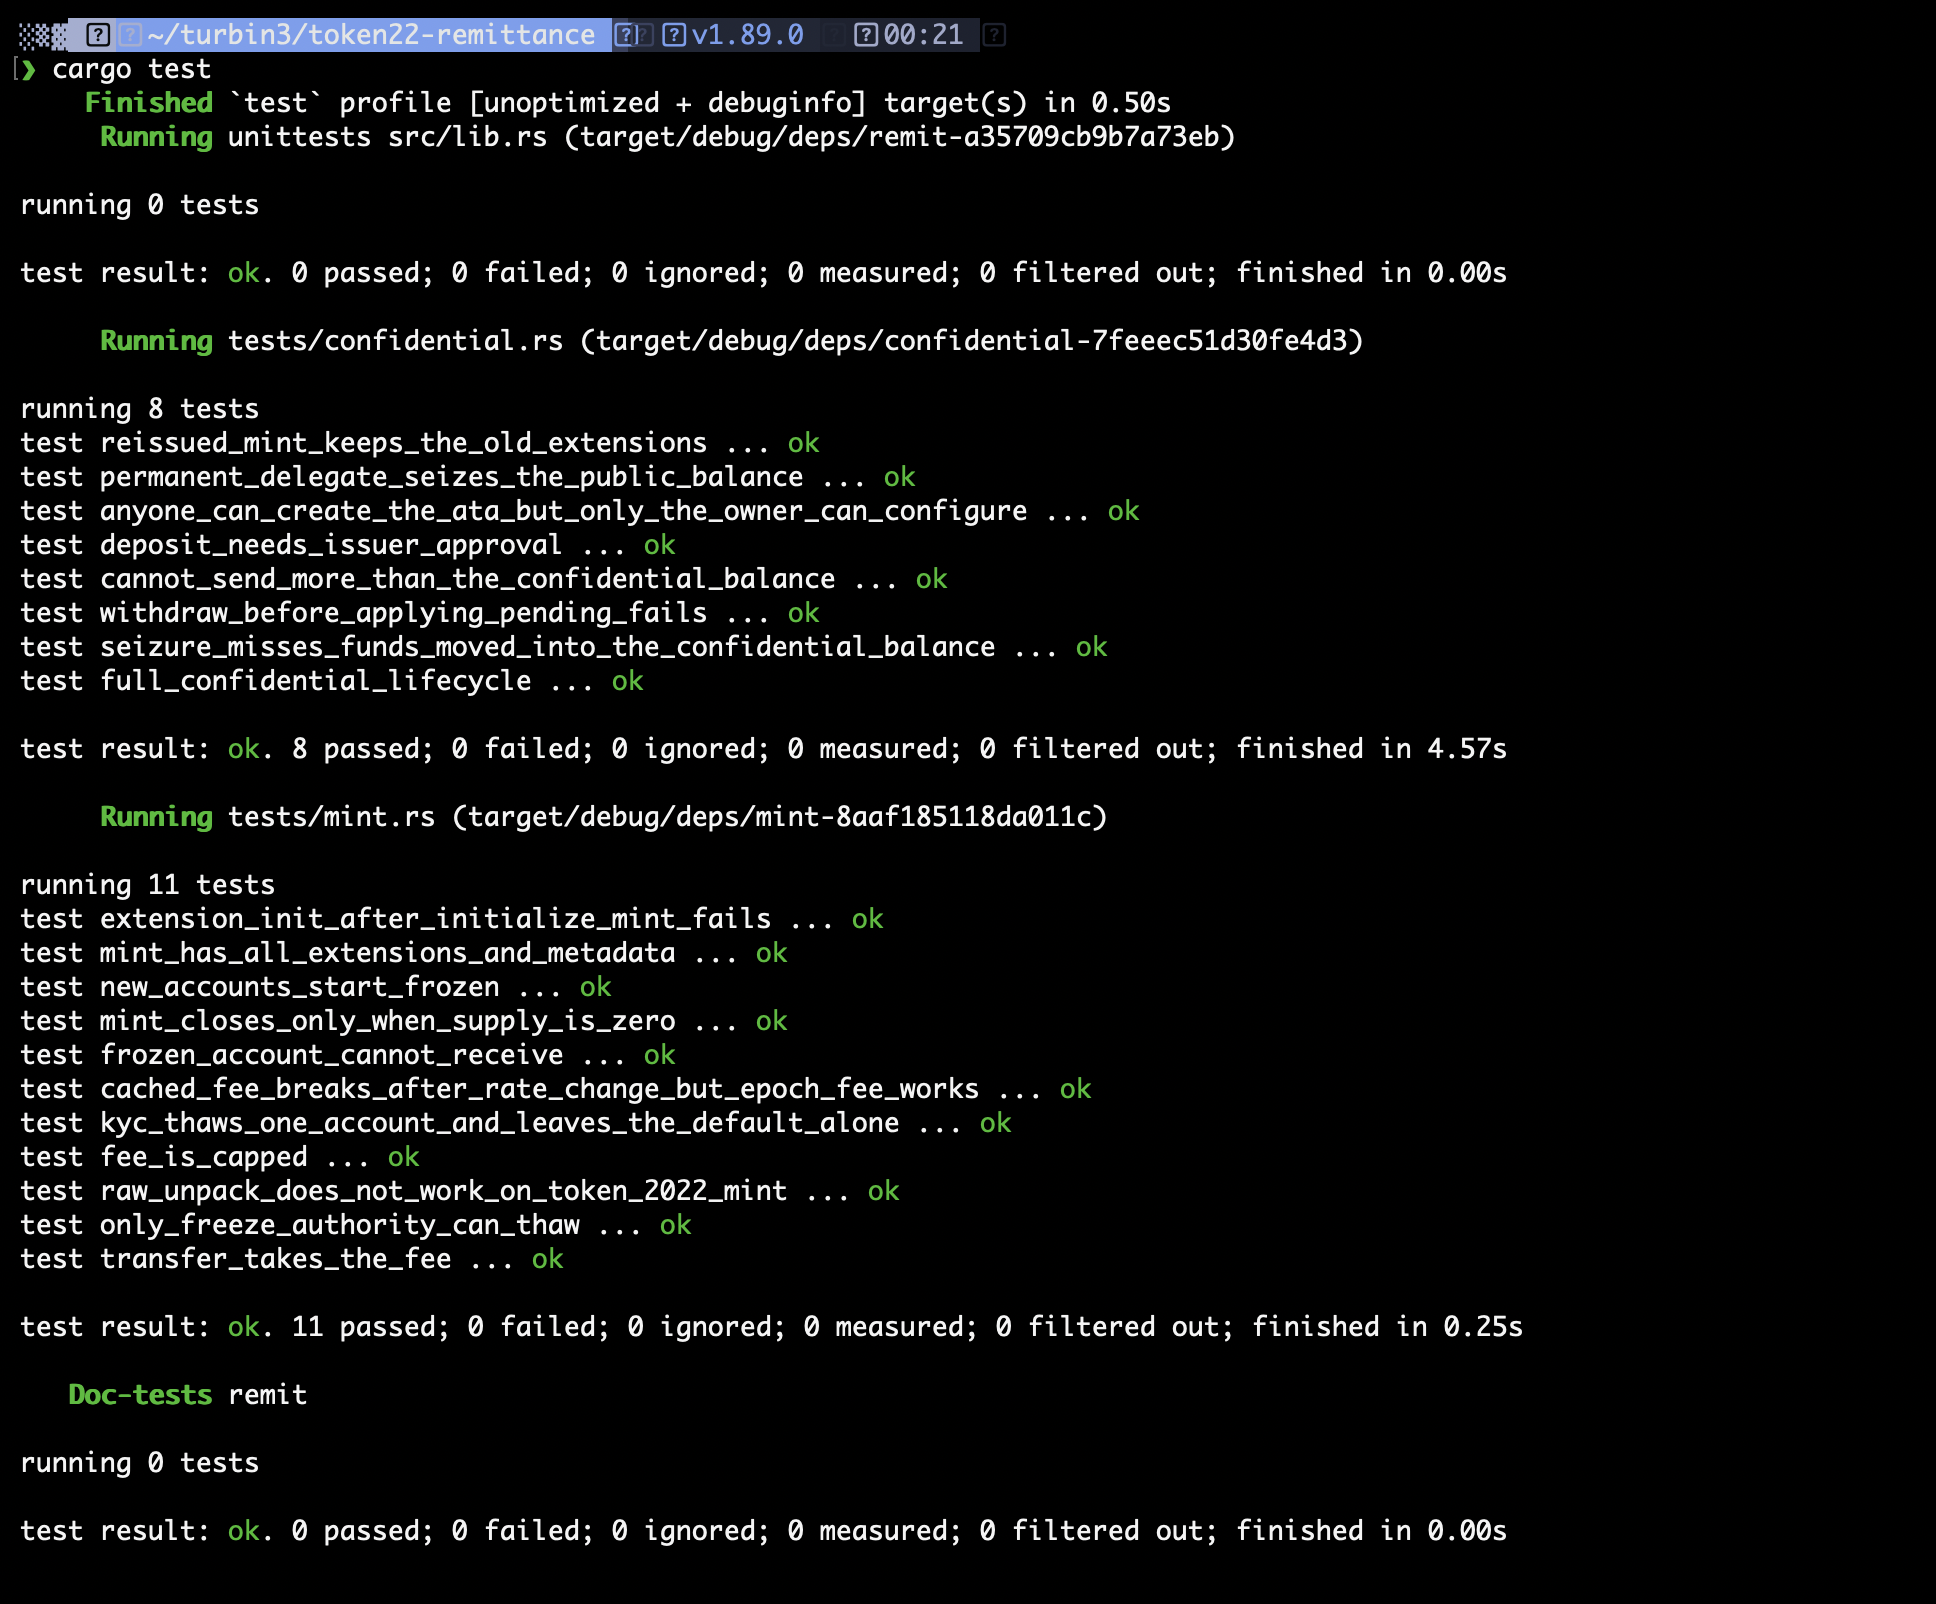 ~/turbin3/token22-remittance v1.89.0 00:21
[❯ cargo test
Finished `test` profile [unoptimized + debuginfo] target(s) in 0.50s
Running unittests src/lib.rs (target/debug/deps/remit-a35709cb9b7a73eb)
running 0 tests
test result: ok. 0 passed; 0 failed; 0 ignored; 0 measured; 0 filtered out; finished in 0.00s
Running tests/confidential.rs (target/debug/deps/confidential-7feeec51d30fe4d3)
running 8 tests
test reissued_mint_keeps_the_old_extensions ... ok
test permanent_delegate_seizes_the_public_balance ... ok
test anyone_can_create_the_ata_but_only_the_owner_can_configure ... ok
test deposit_needs_issuer_approval ... ok
test cannot_send_more_than_the_confidential_balance ... ok
test withdraw_before_applying_pending_fails ... ok
test seizure_misses_funds_moved_into_the_confidential_balance ... ok
test full_confidential_lifecycle ... ok
test result: ok. 8 passed; 0 failed; 0 ignored; 0 measured; 0 filtered out; finished in 4.57s
Running tests/mint.rs (target/debug/deps/mint-8aaf185118da011c)
running 11 tests
test extension_init_after_initialize_mint_fails ... ok
test mint_has_all_extensions_and_metadata ... ok
test new_accounts_start_frozen ... ok
test mint_closes_only_when_supply_is_zero ... ok
test frozen_account_cannot_receive ... ok
test cached_fee_breaks_after_rate_change_but_epoch_fee_works ... ok
test kyc_thaws_one_account_and_leaves_the_default_alone ... ok
test fee_is_capped ... ok
test raw_unpack_does_not_work_on_token_2022_mint ... ok
test only_freeze_authority_can_thaw ... ok
test transfer_takes_the_fee ... ok
test result: ok. 11 passed; 0 failed; 0 ignored; 0 measured; 0 filtered out; finished in 0.25s
Doc-tests remit
running 0 tests
test result: ok. 0 passed; 0 failed; 0 ignored; 0 measured; 0 filtered out; finished in 0.00s